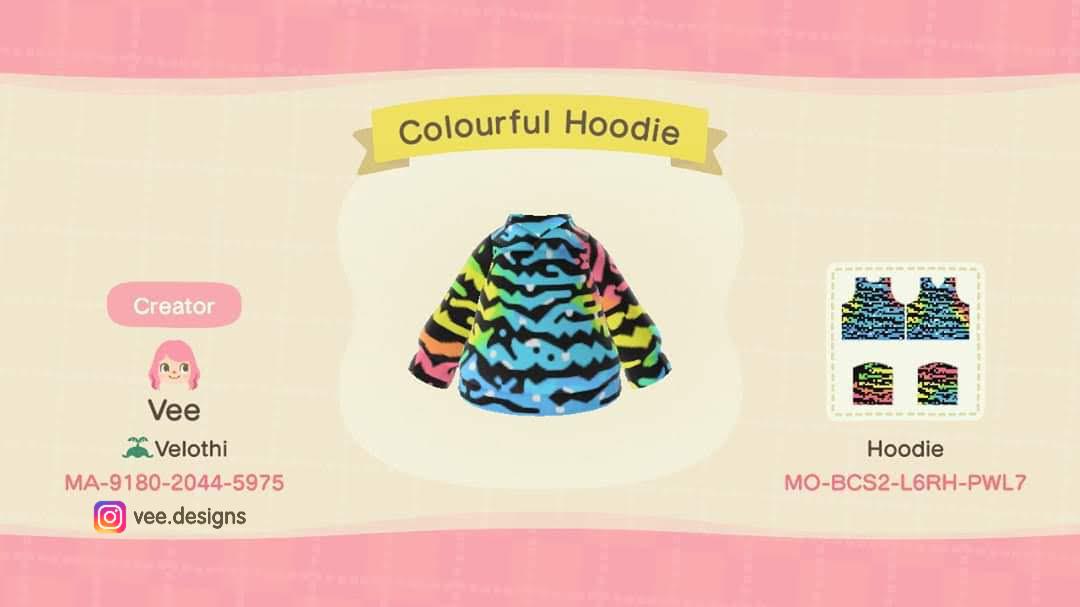 Colourful Hoodie
Creator
Vee
Velothi
MA-9180-2044-5975
vee.designs
Hoodie
MO-BCS2-L6RH-PWL7